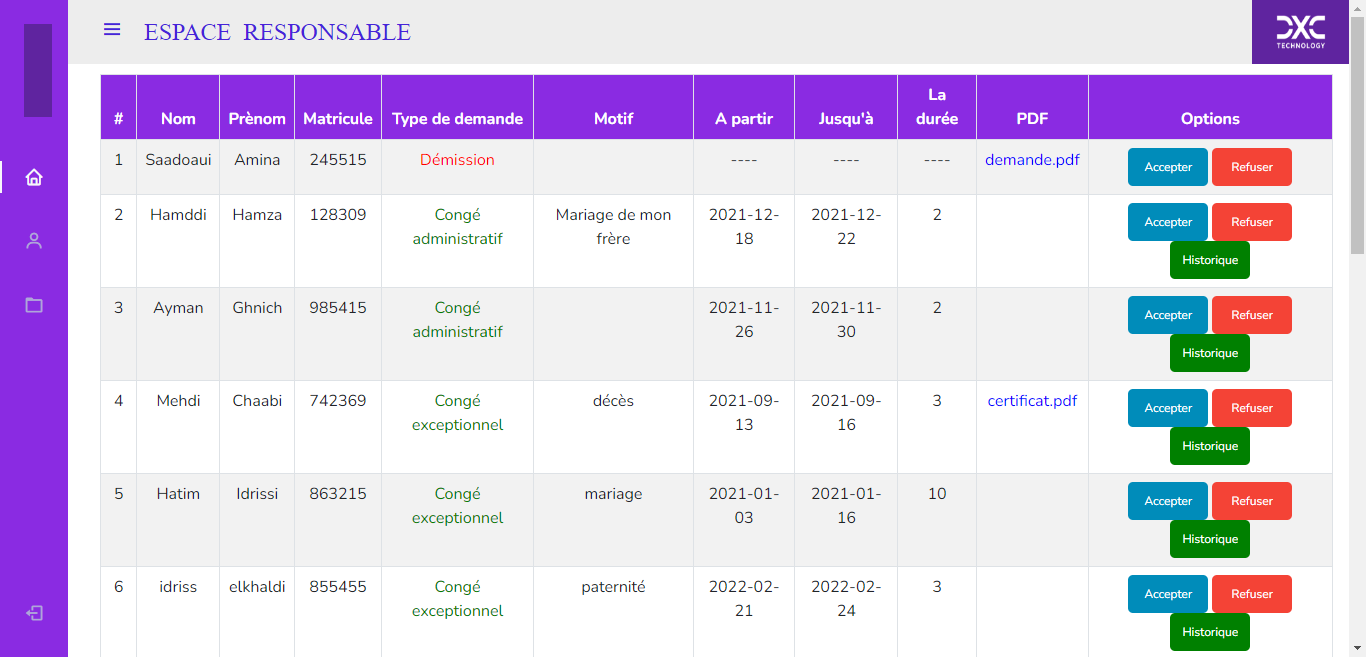 ESPACE RESPONSABLE
DXC
TECHNOLOGY
# Nom Prènom Matricule Type de demande Motif A partir Jusqu'à La durée PDF Options
1 Saadoaui Amina 245515 Démission ---- ---- ---- demande.pdf Accepter Refuser
2 Hamddi Hamza 128309 Congé Mariage de mon 2021-12- 2021-12- 2 Accepter Refuser
administratif frère 18 22
Historique
3 Ayman Ghnich 985415 Congé 2021-11- 2021-11- 2 Accepter Refuser
administratif 26 30
Historique
4 Mehdi Chaabi 742369 Congé décès 2021-09- 2021-09- 3 certificat.pdf Accepter Refuser
exceptionnel 13 16
Historique
5 Hatim Idrissi 863215 Congé mariage 2021-01- 2021-01- 10 Accepter Refuser
exceptionnel 03 16
Historique
6 idriss elkhaldi 855455 Congé paternité 2022-02- 2022-02- 3 Accepter Refuser
exceptionnel 21 24
Historique